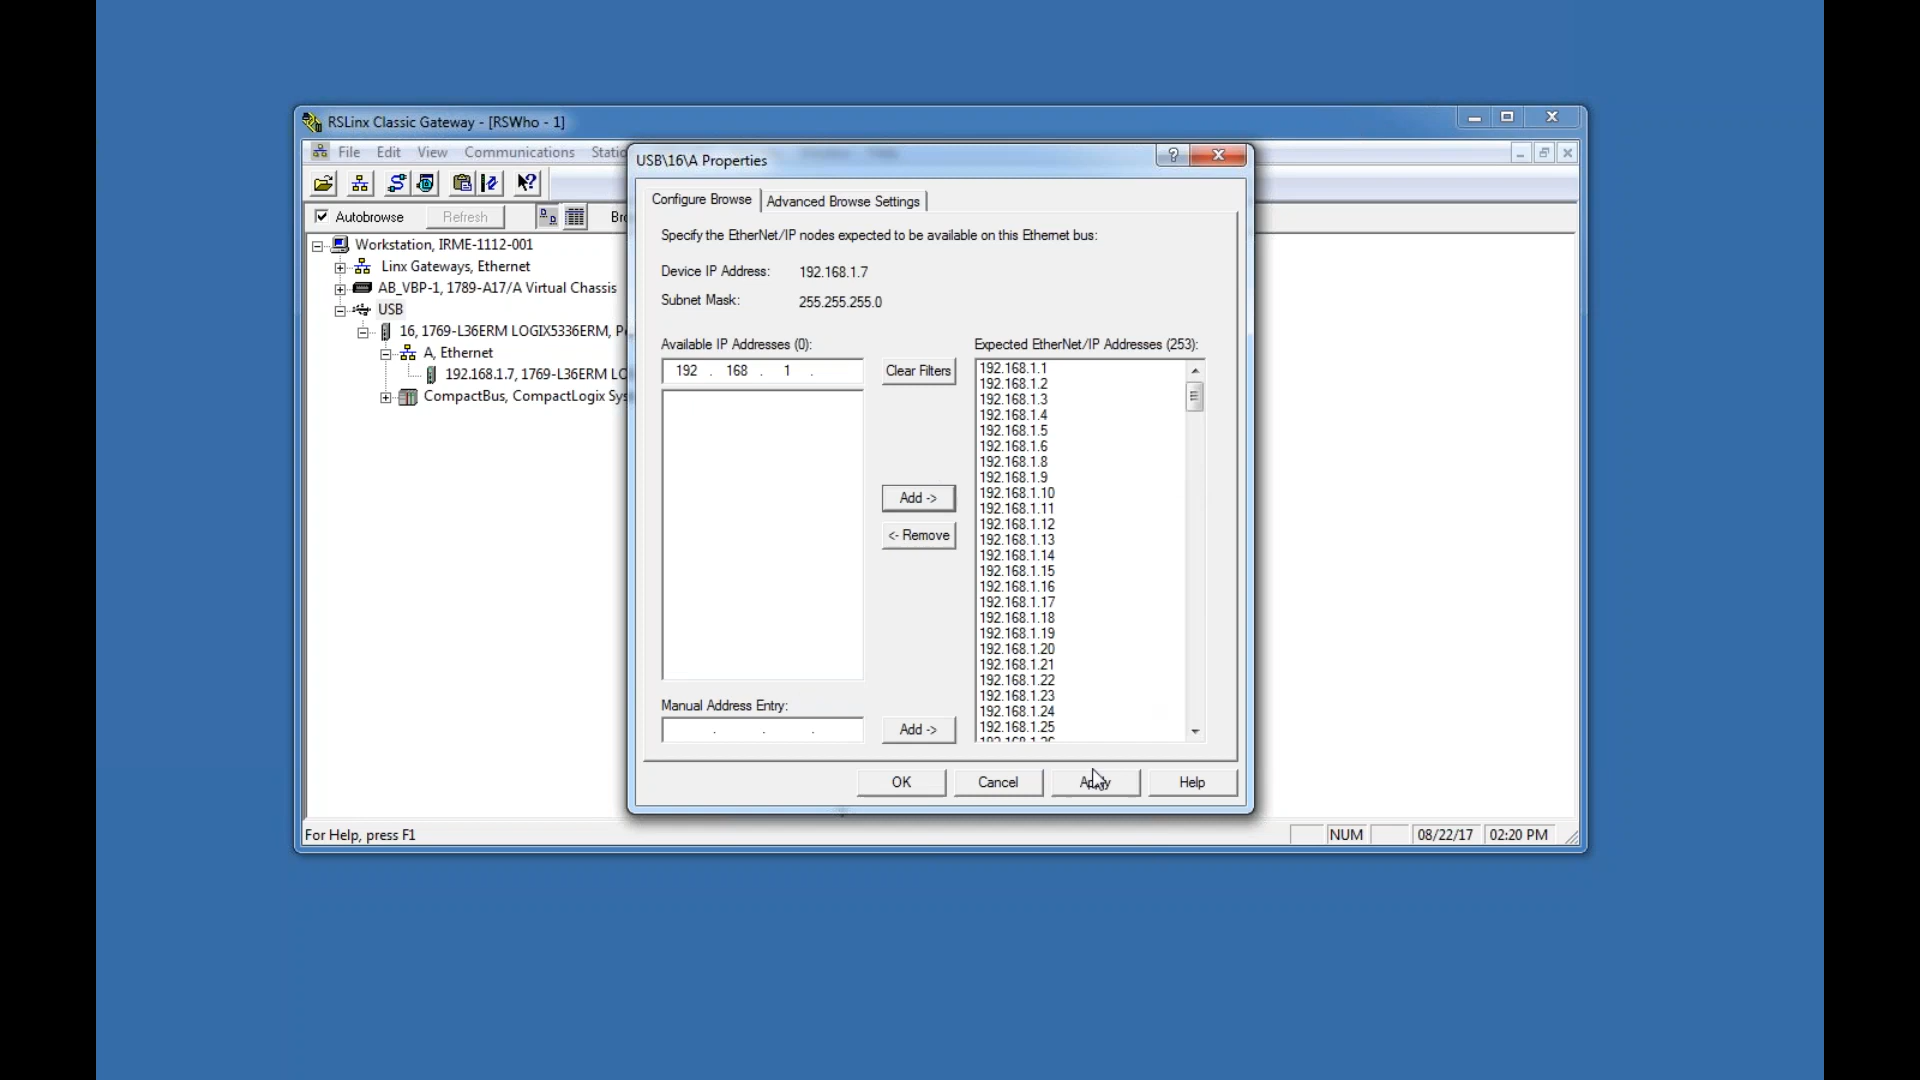 RSLinx Classic Gateway - [RSWho - 1]
File Edit View Communications Statio
USB\16\A Properties
Configure Browse
Advanced Browse Settings
Autobrowse
Refresh
Specify the EtherNet/IP nodes expected to be available on this Ethernet bus:
Workstation, IRME-1112-001
Linx Gateways, Ethernet
AB_VBP-1, 1789-A17/A Virtual Chassis
USB
16, 1769-L36ERM LOGIX5336ERM,
A, Ethernet
192.168.1.7, 1769-L36ERM LO
CompactBus, CompactLogix Sys
Device IP Address: 192.168.1.7
Subnet Mask: 255.255.255.0
Available IP Addresses (0):
192 . 168 . 1 .
Clear Filters
Add ->
<- Remove
Manual Address Entry:
. . .
Add ->
Expected EtherNet/IP Addresses (253):
192.168.1.1
192.168.1.2
192.168.1.3
192.168.1.4
192.168.1.5
192.168.1.6
192.168.1.8
192.168.1.9
192.168.1.10
192.168.1.11
192.168.1.12
192.168.1.13
192.168.1.14
192.168.1.15
192.168.1.16
192.168.1.17
192.168.1.18
192.168.1.19
192.168.1.20
192.168.1.21
192.168.1.22
192.168.1.23
192.168.1.24
192.168.1.25
192.168.1.26
OK
Cancel
Apply
Help
For Help, press F1
NUM
08/22/17
02:20 PM